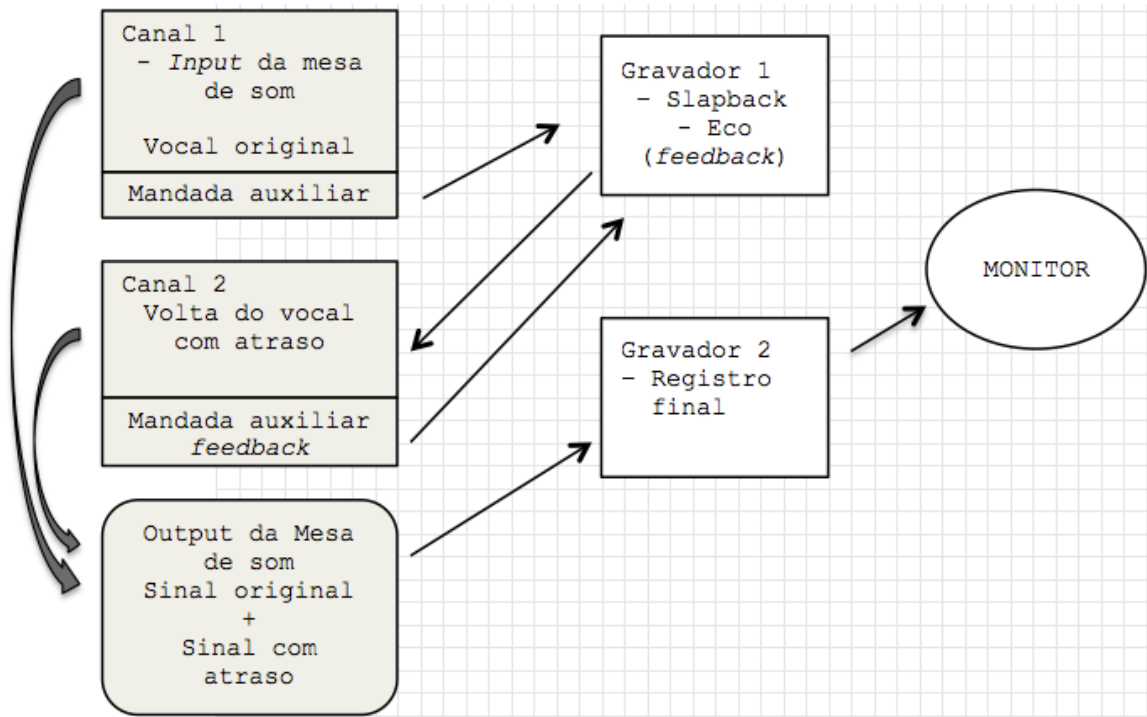 Canal 1
- Input da mesa
de som
Vocal original
Mandada auxiliar
Canal 2
Volta do vocal
com atraso
Mandada auxiliar
feedback
Output da Mesa
de som
Sinal original
+
Sinal com
atraso
Gravador 1
– Slapback
- Eco
(feedback)
Gravador 2
– Registro
final
MONITOR